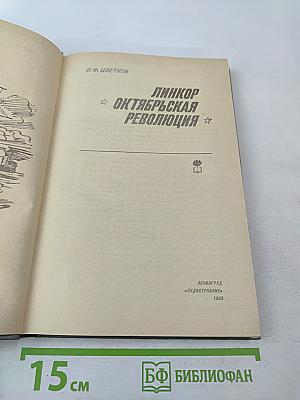 И.Ф. ЦВЕТКОВ
ЛИНКОР
ОКТЯБРЬСКАЯ
РЕВОЛЮЦИЯ
ЛЕНИНГРАД
«СУДОСТРОЕНИЕ»
1983
15 см
БФ БИБЛИОФАН